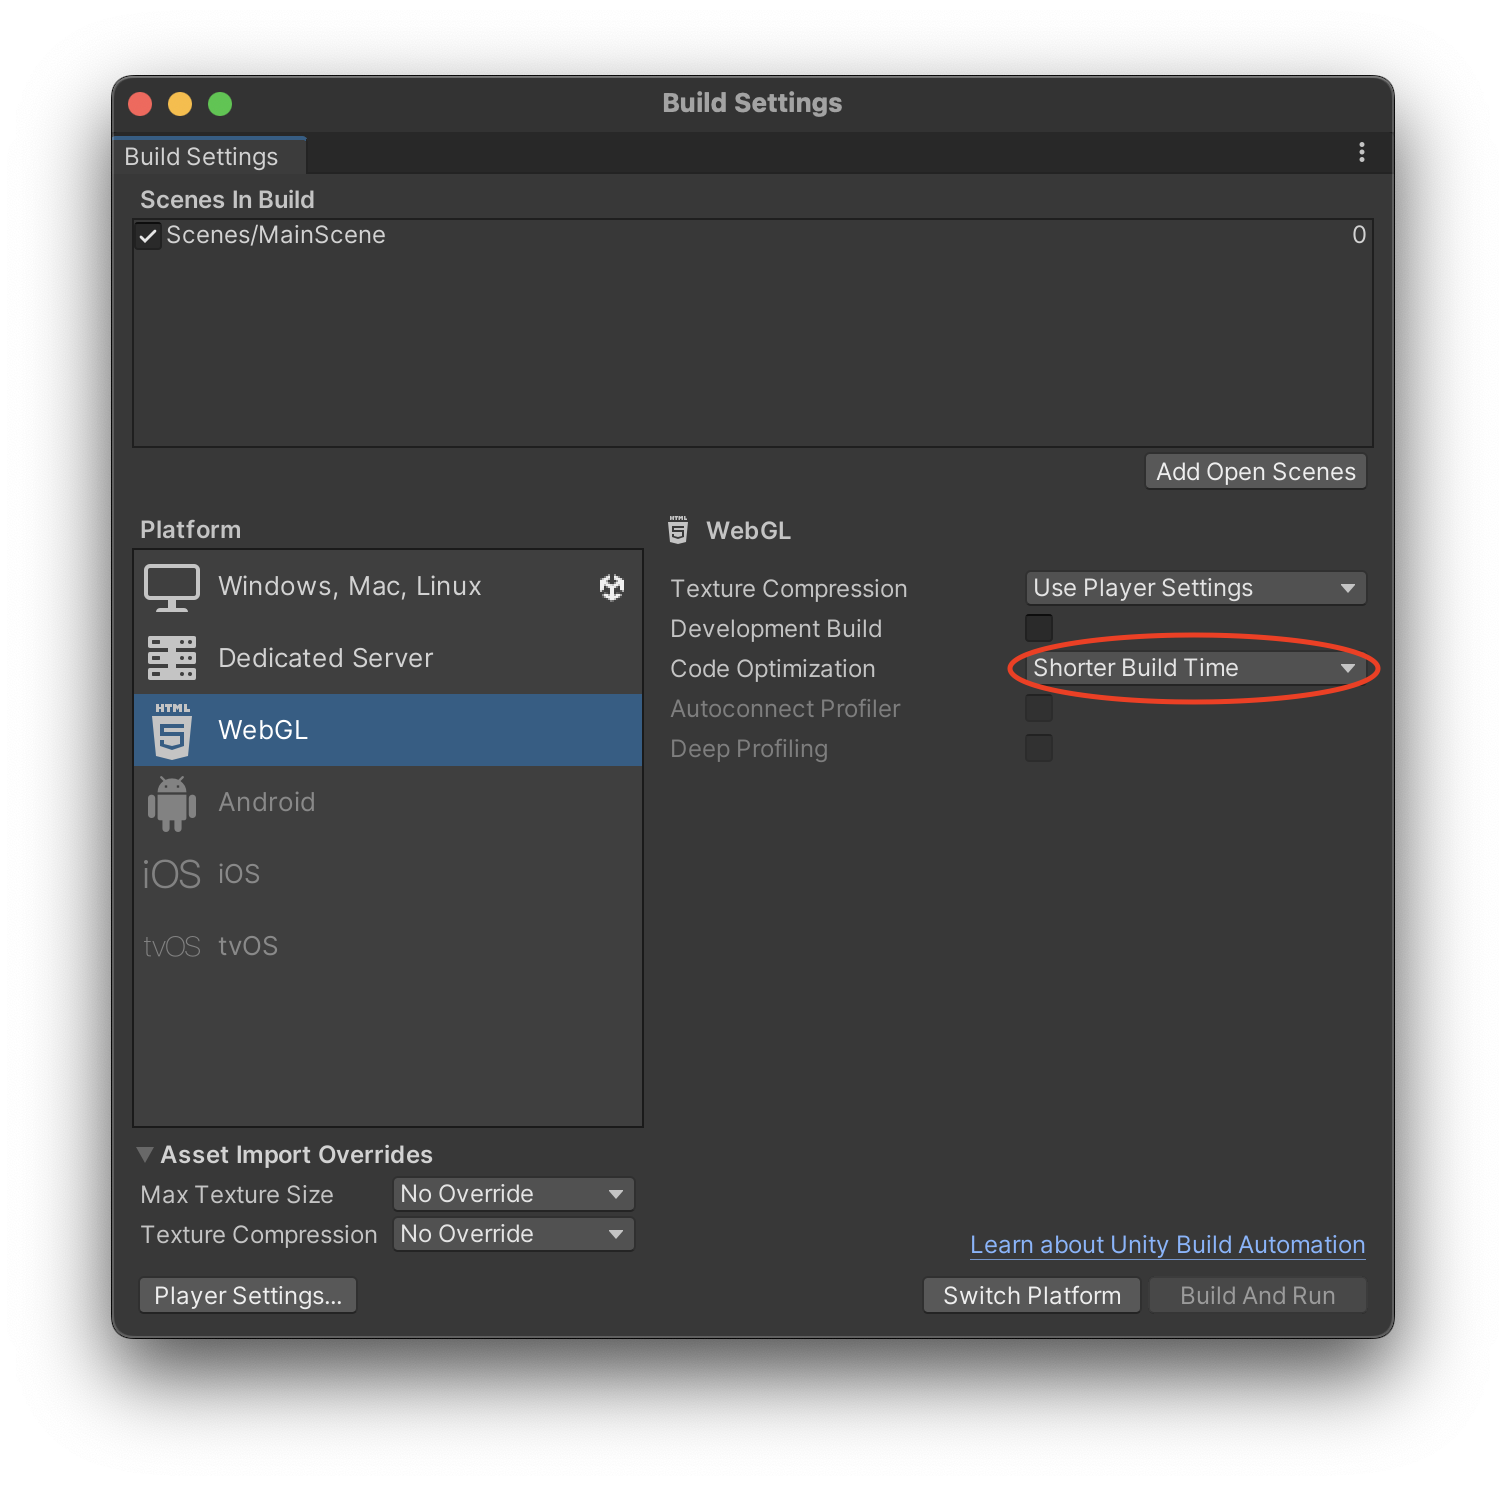 Build Settings
Build Settings
Scenes In Build
Scenes/MainScene 0
Add Open Scenes
Platform
Windows, Mac, Linux
Dedicated Server
HTML 5 WebGL
Android
iOS iOS
tvOS tvOS
HTML 5 WebGL
Texture Compression Use Player Settings
Development Build
Code Optimization Shorter Build Time
Autoconnect Profiler
Deep Profiling
Asset Import Overrides
Max Texture Size No Override
Texture Compression No Override
Learn about Unity Build Automation
Player Settings... Switch Platform Build And Run